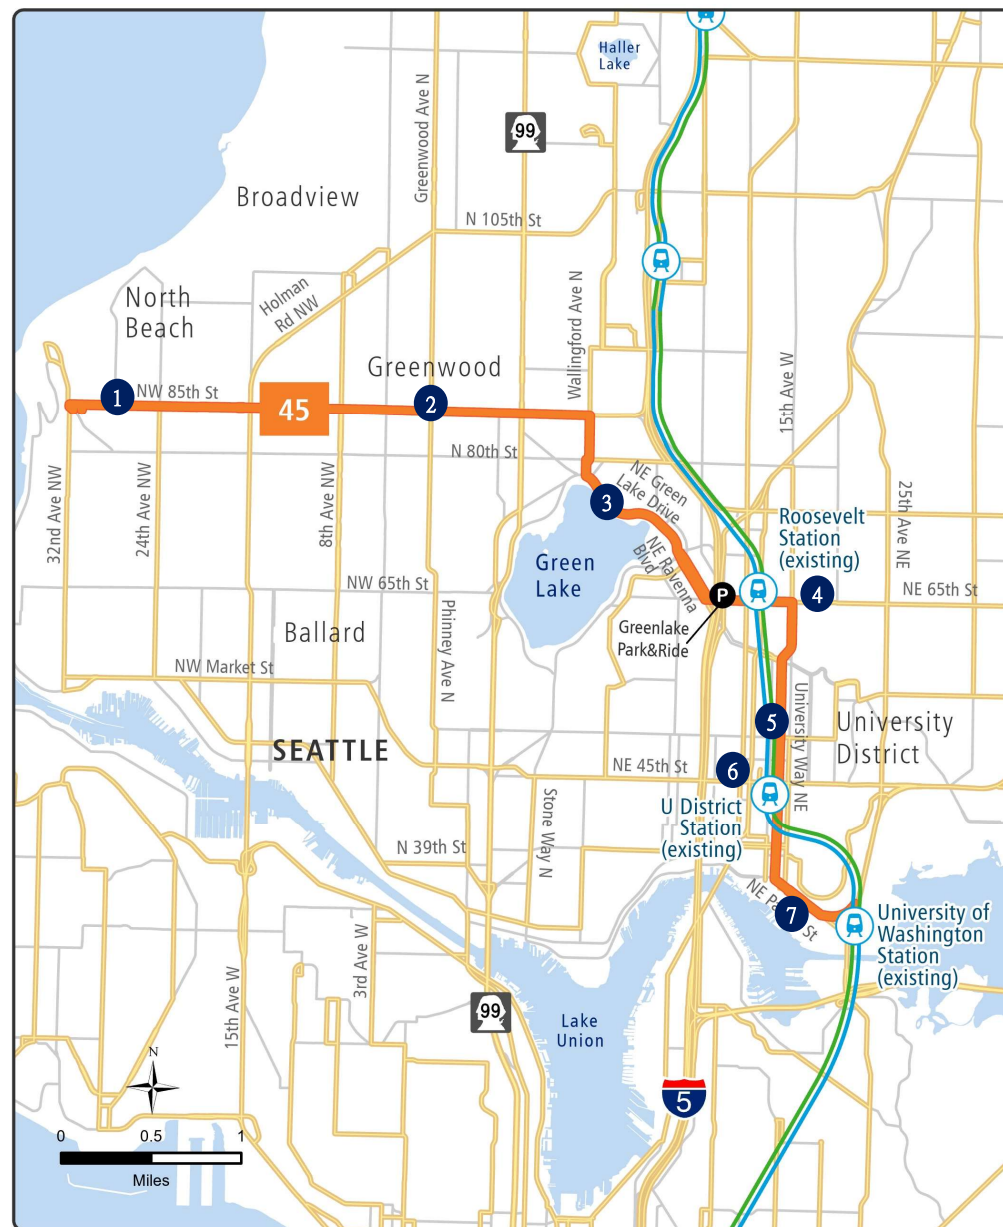 Haller
Lake
Greenwood Ave N
99
Broadview
N 105th St
North
Beach
Holman
Rd NW
Wallingford Ave N
15th Ave W
Greenwood
1
NW 85th St
45
2
N 80th St
NE Green
Lake Drive
32nd Ave NW
24th Ave NW
8th Ave NW
3
25th Ave NE
Roosevelt
Station
(existing)
Green
Lake
NE Ravenna
Blvd
NW 65th St
P
4
NE 65th St
Ballard
Phinney Ave N
Greenlake
Park&Ride
NW Market St
University Way NE
5
University
District
SEATTLE
NE 45th St
6
U District
Station
(existing)
Stone Way N
N 39th St
NE Pa
St
7
University of
Washington
Station
(existing)
3rd Ave W
15th Ave W
99
Lake
Union
N
5
0 0.5 1
Miles